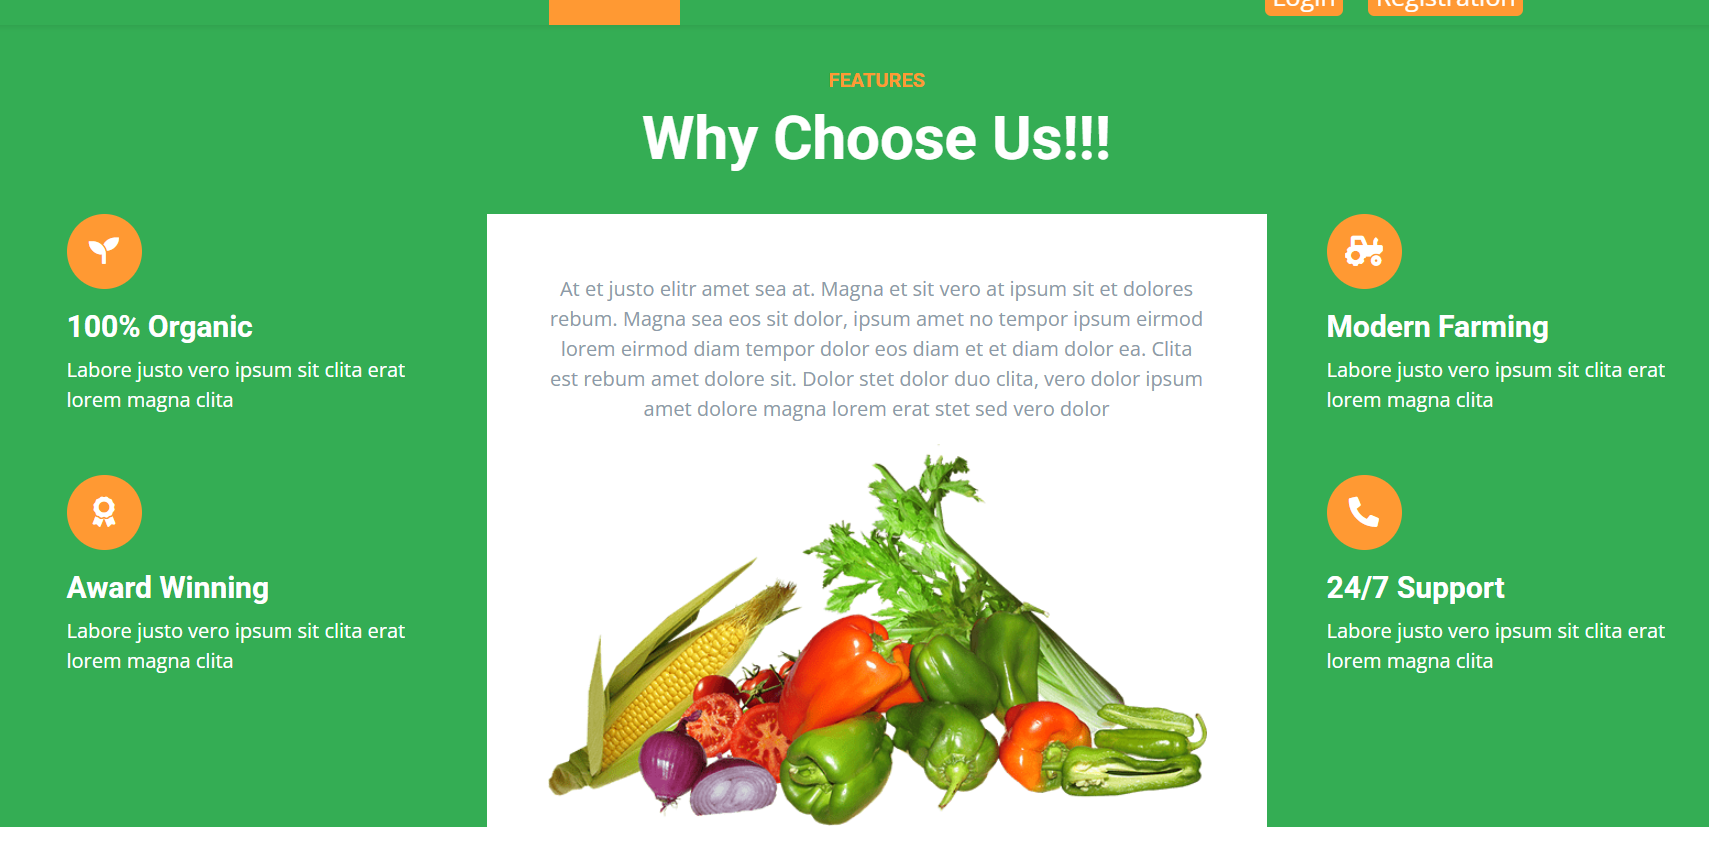 Login
Registration
FEATURES
Why Choose Us!!!
100% Organic
Labore justo vero ipsum sit clita erat
lorem magna clita
Award Winning
Labore justo vero ipsum sit clita erat
lorem magna clita
At et justo elitr amet sea at. Magna et sit vero at ipsum sit et dolores
rebum. Magna sea eos sit dolor, ipsum amet no tempor ipsum eirmod
lorem eirmod diam tempor dolor eos diam et et diam dolor ea. Clita
est rebum amet dolore sit. Dolor stet dolor duo clita, vero dolor ipsum
amet dolore magna lorem erat stet sed vero dolor
Modern Farming
Labore justo vero ipsum sit clita erat
lorem magna clita
24/7 Support
Labore justo vero ipsum sit clita erat
lorem magna clita